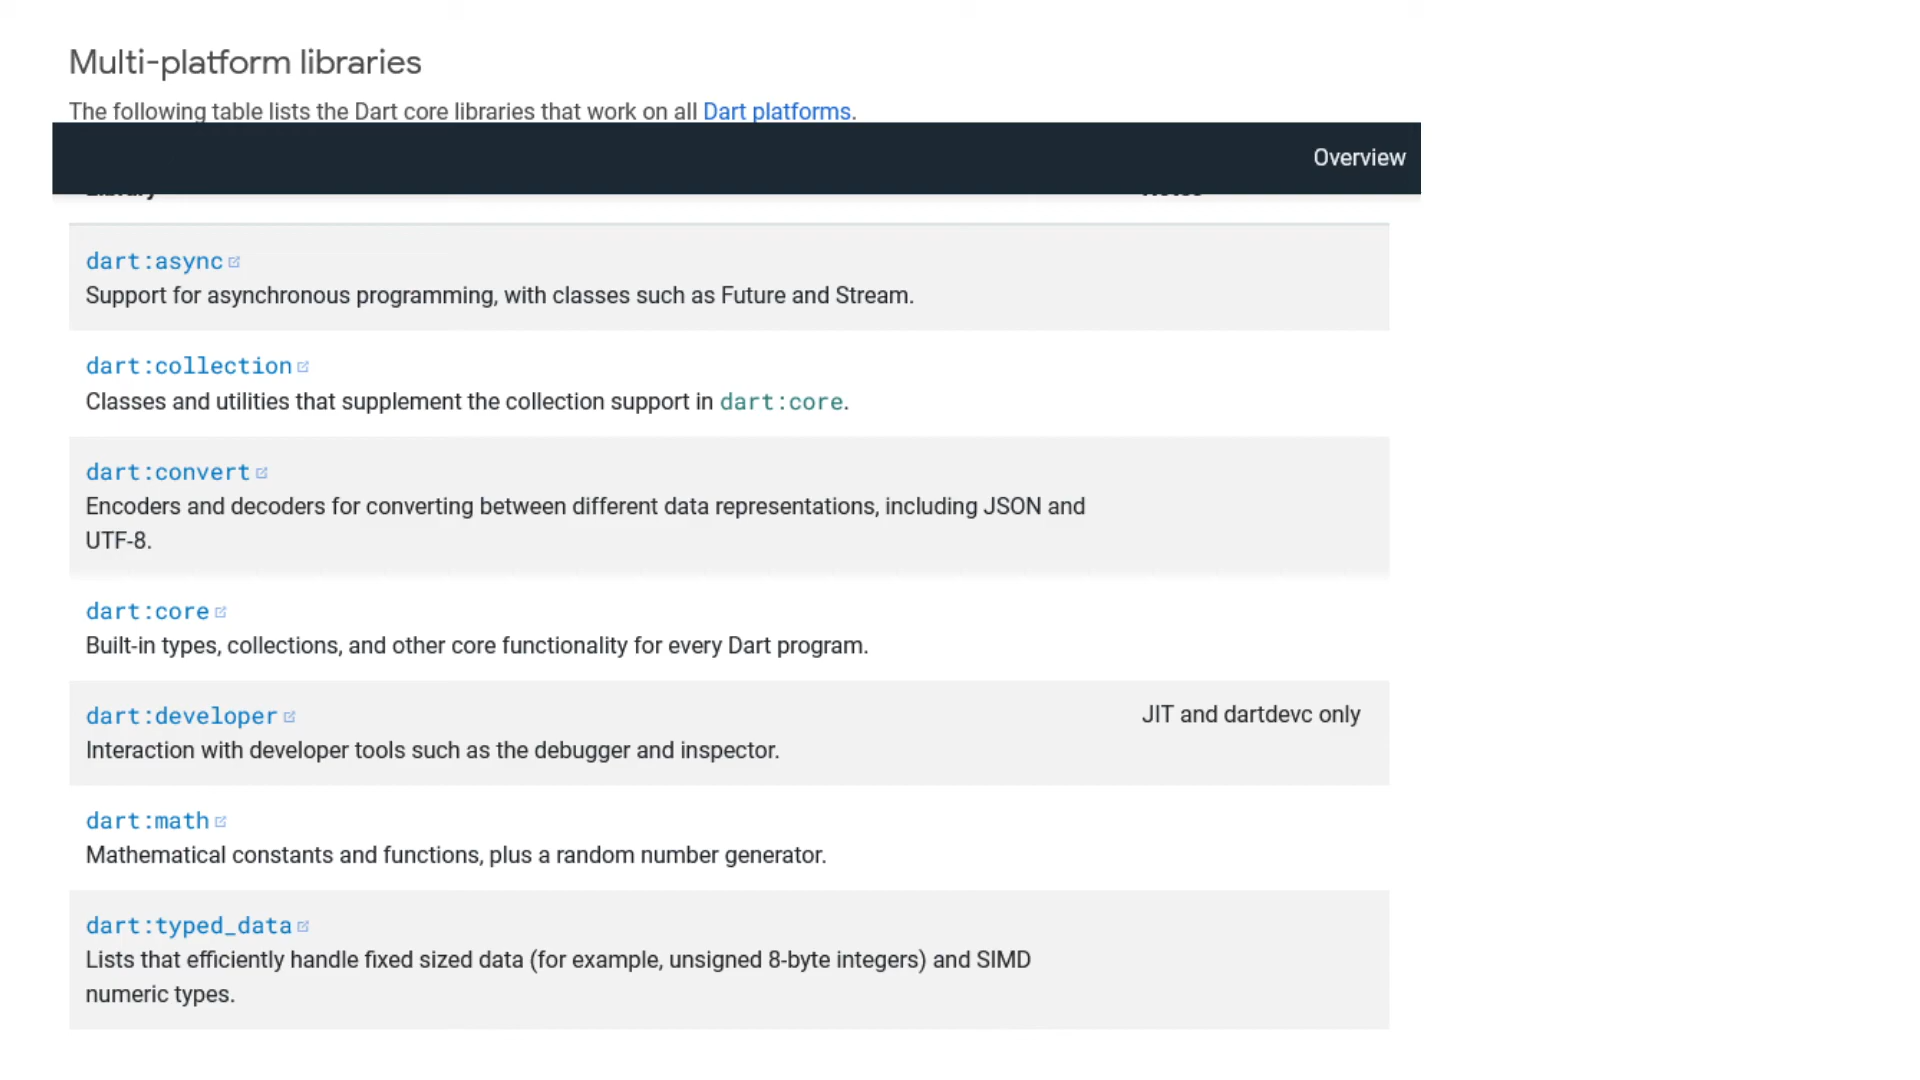 Multi-platform libraries
The following table lists the Dart core libraries that work on all Dart platforms.
Overview
dart:async
Support for asynchronous programming, with classes such as Future and Stream.
dart:collection
Classes and utilities that supplement the collection support in dart:core.
dart:convert
Encoders and decoders for converting between different data representations, including JSON and
UTF-8.
dart:core
Built-in types, collections, and other core functionality for every Dart program.
dart:developer JIT and dartdevc only
Interaction with developer tools such as the debugger and inspector.
dart:math
Mathematical constants and functions, plus a random number generator.
dart:typed_data
Lists that efficiently handle fixed sized data (for example, unsigned 8-byte integers) and SIMD
numeric types.